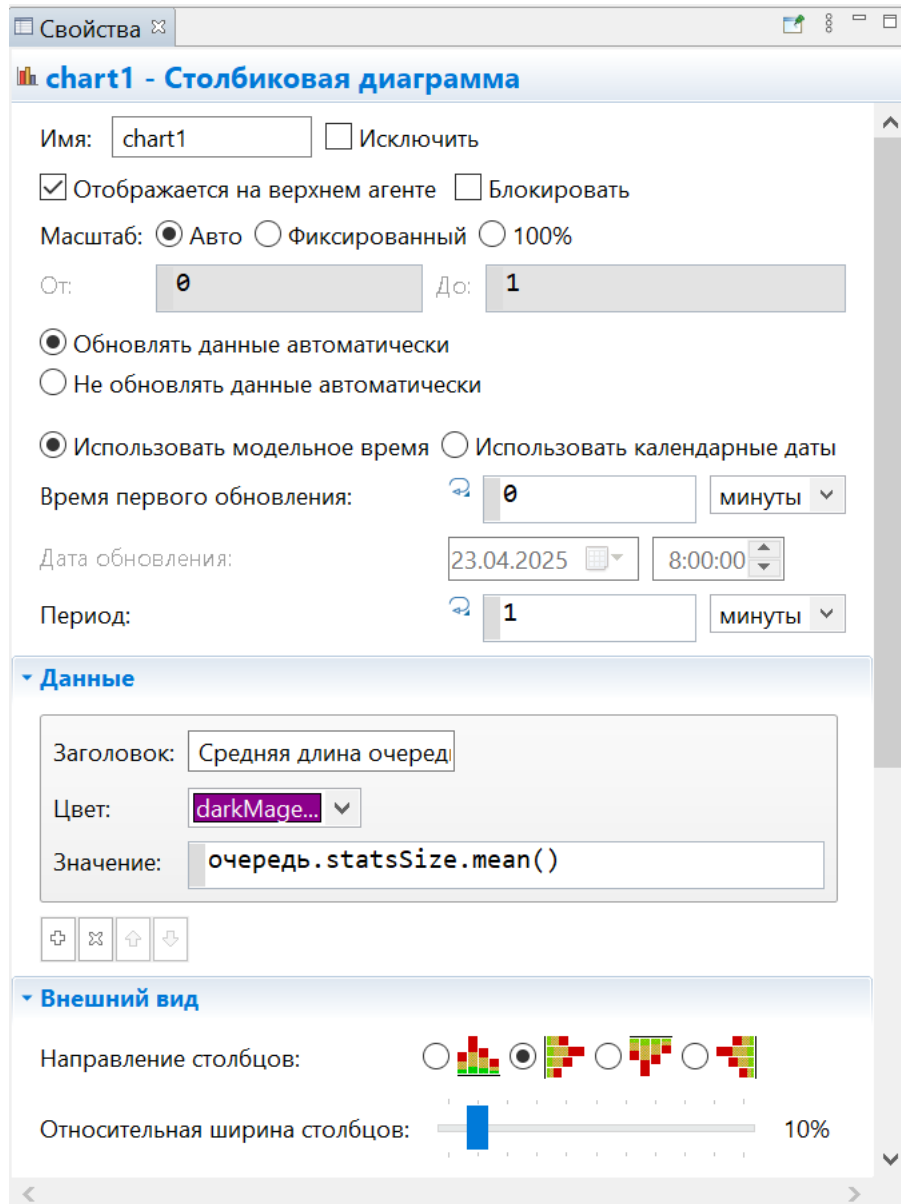 Свойства
chart1 - Столбиковая диаграмма
Имя: chart1 Исключить
Отображается на верхнем агенте Блокировать
Масштаб: Авто Фиксированный 100%
От: 0 До: 1
Обновлять данные автоматически
Не обновлять данные автоматически
Использовать модельное время Использовать календарные даты
Время первого обновления: 0 минуты
Дата обновления: 23.04.2025 8:00:00
Период: 1 минуты
Данные
Заголовок: Средняя длина очеред
Цвет: darkMage...
Значение: очередь.statsSize.mean()
Внешний вид
Направление столбцов:
Относительная ширина столбцов: 10%